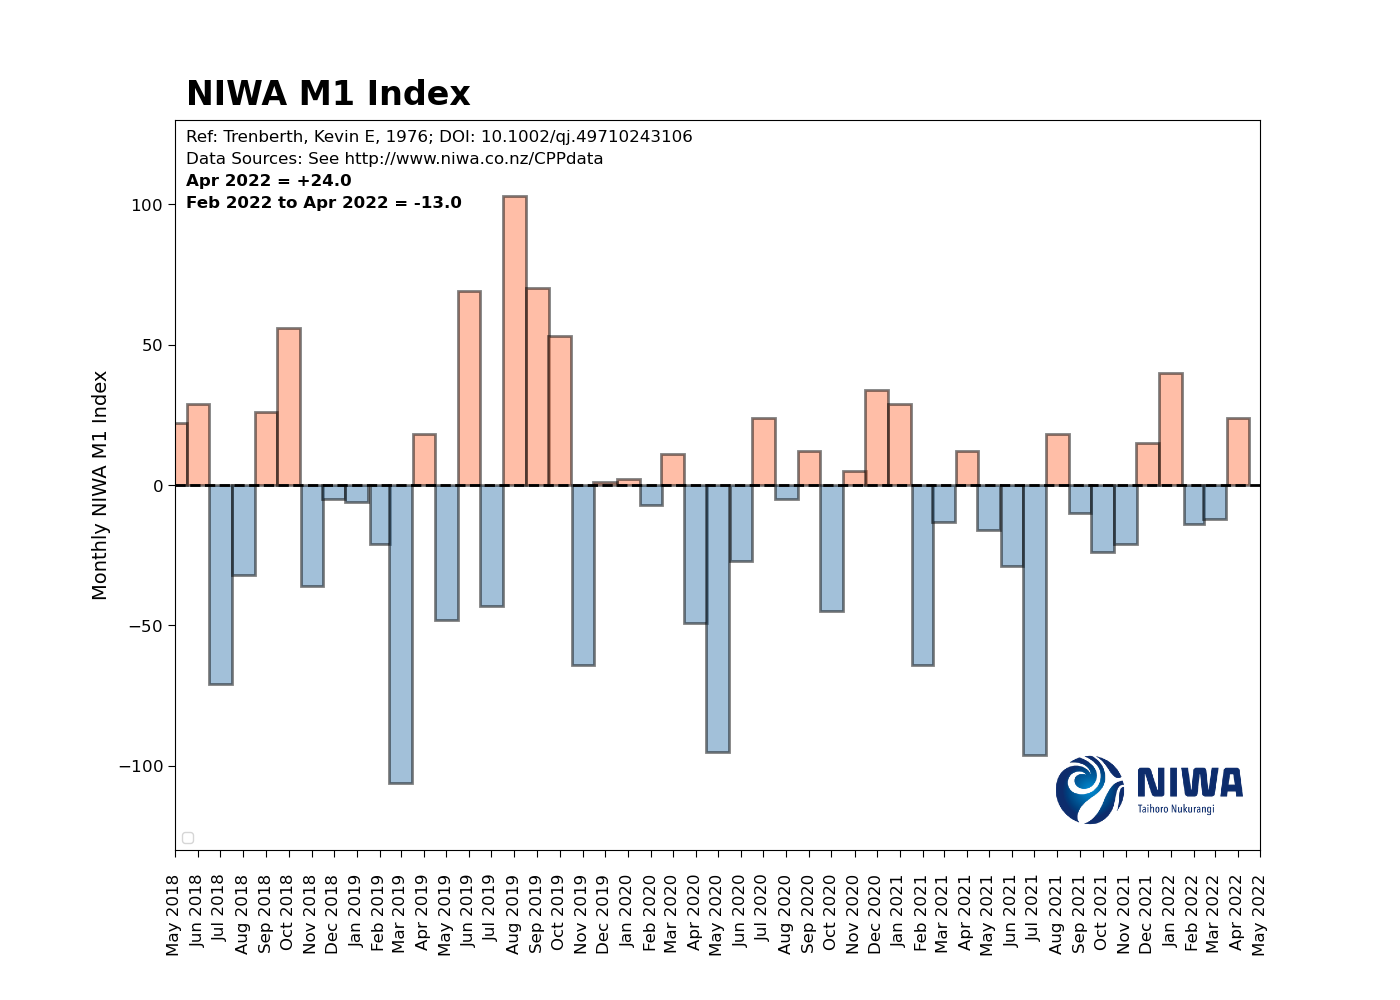 NIWA M1 Index
Ref: Trenberth, Kevin E, 1976; DOI: 10.1002/qj.49710243106
Data Sources: See http://www.niwa.co.nz/CPPdata
Apr 2022 = +24.0
Feb 2022 to Apr 2022 = -13.0
Monthly NIWA M1 Index
100
50
0
−50
−100
NIWA
Taihoro Nukurangi
May 2018
Jun 2018
Jul 2018
Aug 2018
Sep 2018
Oct 2018
Nov 2018
Dec 2018
Jan 2019
Feb 2019
Mar 2019
Apr 2019
May 2019
Jun 2019
Jul 2019
Aug 2019
Sep 2019
Oct 2019
Nov 2019
Dec 2019
Jan 2020
Feb 2020
Mar 2020
Apr 2020
May 2020
Jun 2020
Jul 2020
Aug 2020
Sep 2020
Oct 2020
Nov 2020
Dec 2020
Jan 2021
Feb 2021
Mar 2021
Apr 2021
May 2021
Jun 2021
Jul 2021
Aug 2021
Sep 2021
Oct 2021
Nov 2021
Dec 2021
Jan 2022
Feb 2022
Mar 2022
Apr 2022
May 2022